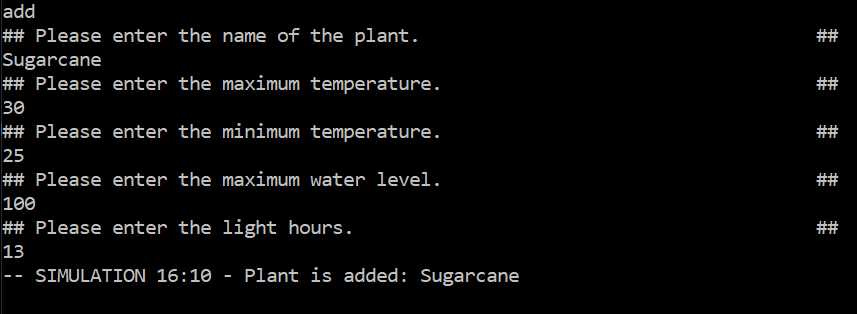 add
## Please enter the name of the plant. ##
Sugarcane
## Please enter the maximum temperature. ##
30
## Please enter the minimum temperature. ##
25
## Please enter the maximum water level. ##
100
## Please enter the light hours. ##
13
-- SIMULATION 16:10 - Plant is added: Sugarcane